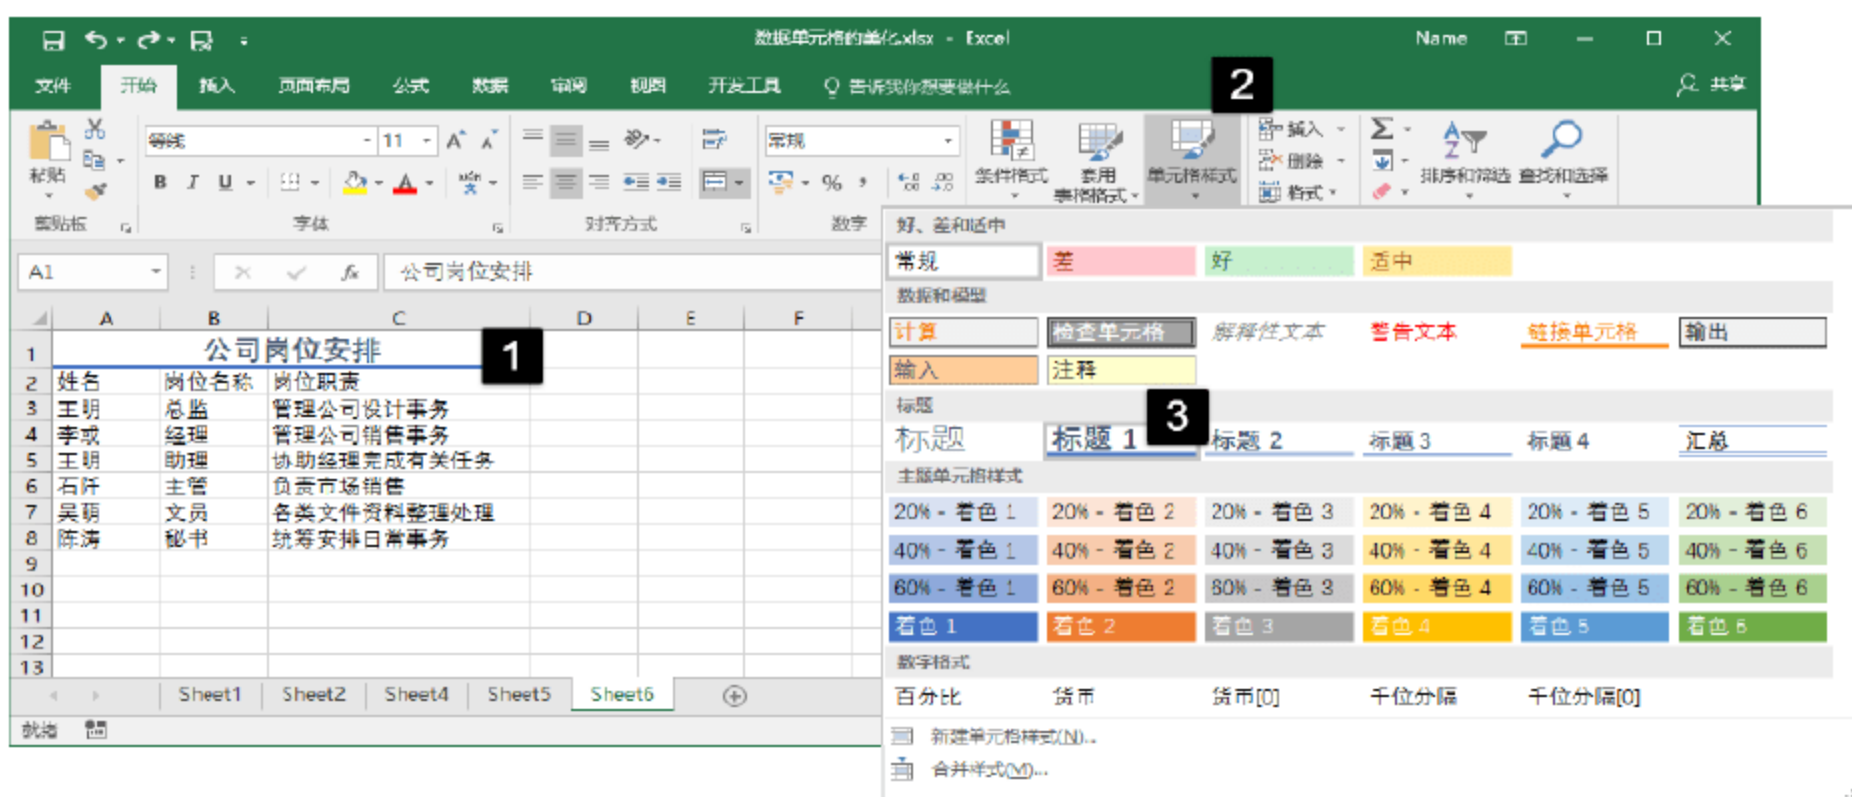 数据单元格的美化.xlsx - Excel
Name
2
文件 开始 插入 页面布局 公式 数据 审阅 视图 开发工具 告诉我你想要做什么 共享
等线 11 常规
粘贴
B I U A wén 文 % ,
条件格式 套用 表格格式 单元格样式
插入
删除
格式
排序和筛选 查找和选择
剪贴板 字体 对齐方式 数字
A1 fx 公司岗位安排
A B C D E F
1 公司岗位安排 1
2 姓名 岗位名称 岗位职责
3 王明 总监 管理公司设计事务
4 李或 经理 管理公司销售事务
5 王明 助理 协助经理完成有关任务
6 石阡 主管 负责市场销售
7 吴萌 文员 各类文件资料整理处理
8 陈涛 秘书 统筹安排日常事务
9
10
11
12
13
Sheet1 Sheet2 Sheet4 Sheet5 Sheet6
就绪
好、差和适中
常规 差 好 适中
数据和模型
计算 检查单元格 解释性文本 警告文本 链接单元格 输出
输入 注释
标题 3
标题 标题 1 标题 2 标题 3 标题 4 汇总
主题单元格样式
20% - 着色 1 20% - 着色 2 20% - 着色 3 20% - 着色 4 20% - 着色 5 20% - 着色 6
40% - 着色 1 40% - 着色 2 40% - 着色 3 40% - 着色 4 40% - 着色 5 40% - 着色 6
60% - 着色 1 60% - 着色 2 60% - 着色 3 60% - 着色 4 60% - 着色 5 60% - 着色 6
着色 1 着色 2 着色 3 着色 4 着色 5 着色 6
数字格式
百分比 货币 货币[0] 千位分隔 千位分隔[0]
新建单元格样式(N)...
合并样式(M)...